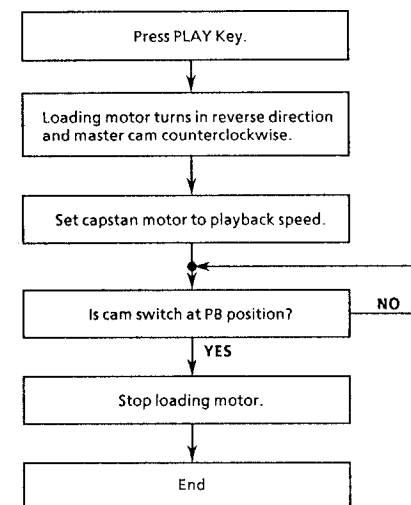 Press PLAY Key.
Loading motor turns in reverse direction
and master cam counterclockwise.
Set capstan motor to playback speed.
Is cam switch at PB position?
NO
YES
Stop loading motor.
End